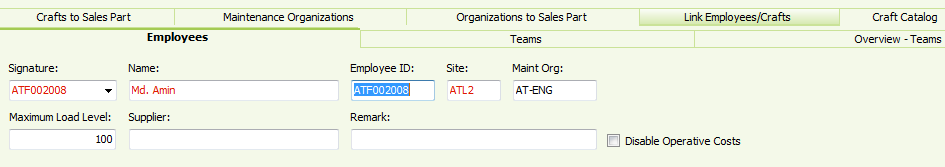 Crafts to Sales Part Maintenance Organizations Organizations to Sales Part Link Employees/Crafts Craft Catalog
Employees Teams Overview - Teams
Signature: Name: Employee ID: Site: Maint Org:
ATF002008 Md. Amin ATF002008 ATL2 AT-ENG
Maximum Load Level: Supplier: Remark:
100 Disable Operative Costs